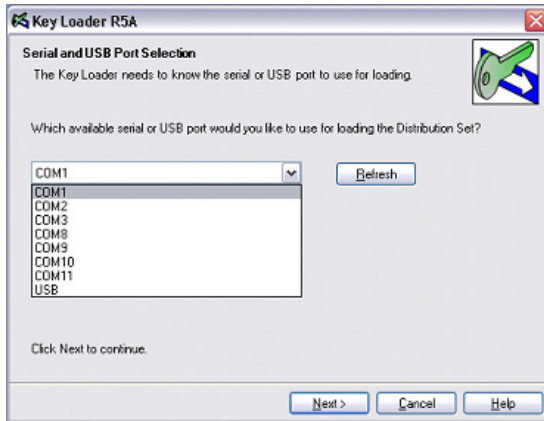 Key Loader R5A
Serial and USB Port Selection
The Key Loader needs to know the serial or USB port to use for loading.
Which available serial or USB port would you like to use for loading the Distribution Set?
COM1
Refresh
COM1
COM2
COM3
COM8
COM9
COM10
COM11
USB
Click Next to continue.
Next >
Cancel
Help